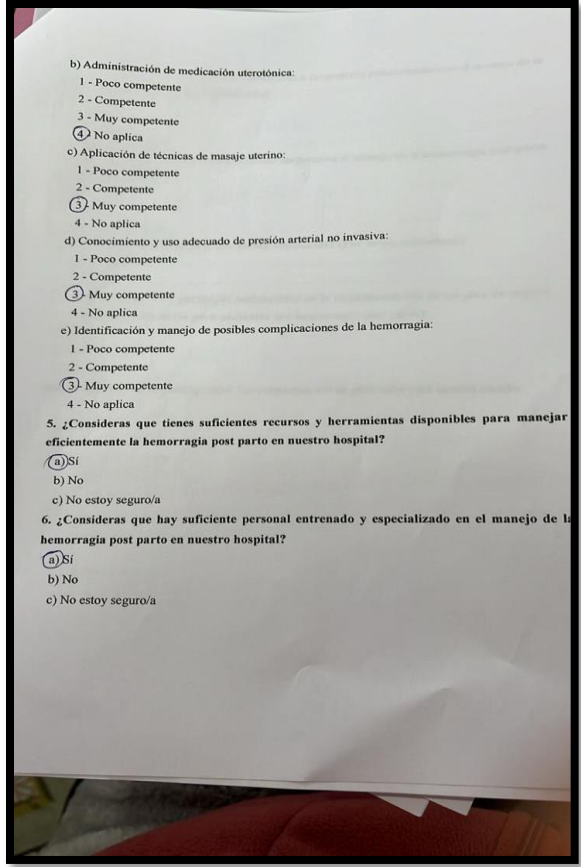 b) Administración de medicación uterotónica:
1 - Poco competente
2 - Competente
3 - Muy competente
4 - No aplica
c) Aplicación de técnicas de masaje uterino:
1 - Poco competente
2 - Competente
3 - Muy competente
4 - No aplica
d) Conocimiento y uso adecuado de presión arterial no invasiva:
1 - Poco competente
2 - Competente
3 - Muy competente
4 - No aplica
e) Identificación y manejo de posibles complicaciones de la hemorragia:
1 - Poco competente
2 - Competente
3 - Muy competente
4 - No aplica
5. ¿Consideras que tienes suficientes recursos y herramientas disponibles para manejar
eficientemente la hemorragia post parto en nuestro hospital?
a) Sí
b) No
c) No estoy seguro/a
6. ¿Consideras que hay suficiente personal entrenado y especializado en el manejo de la
hemorragia post parto en nuestro hospital?
a) Sí
b) No
c) No estoy seguro/a